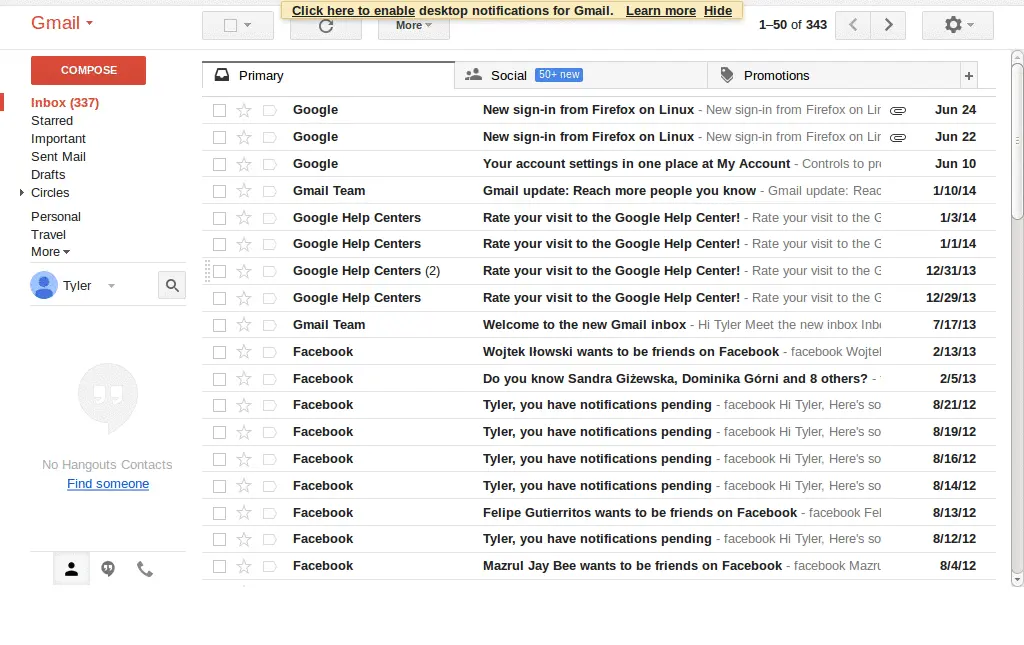 Click here to enable desktop notifications for Gmail. Learn more Hide
Gmail
More
1–50 of 343
COMPOSE
Inbox (337)
Starred
Important
Sent Mail
Drafts
Circles
Personal
Travel
More
Tyler
No Hangouts Contacts
Find someone
Primary
Social 50+ new
Promotions
+
Google New sign-in from Firefox on Linux - New sign-in from Firefox on Lin Jun 24
Google New sign-in from Firefox on Linux - New sign-in from Firefox on Lin Jun 22
Google Your account settings in one place at My Account - Controls to pro Jun 10
Gmail Team Gmail update: Reach more people you know - Gmail update: Reac 1/10/14
Google Help Centers Rate your visit to the Google Help Center! - Rate your visit to the G 1/3/14
Google Help Centers Rate your visit to the Google Help Center! - Rate your visit to the G 1/1/14
Google Help Centers (2) Rate your visit to the Google Help Center! - Rate your visit to the G 12/31/13
Google Help Centers Rate your visit to the Google Help Center! - Rate your visit to the G 12/29/13
Gmail Team Welcome to the new Gmail inbox - Hi Tyler Meet the new inbox Inbo 7/17/13
Facebook Wojtek Iłowski wants to be friends on Facebook - facebook Wojtel 2/13/13
Facebook Do you know Sandra Giżewska, Dominika Górni and 8 others? - 2/5/13
Facebook Tyler, you have notifications pending - facebook Hi Tyler, Here's so 8/21/12
Facebook Tyler, you have notifications pending - facebook Hi Tyler, Here's so 8/19/12
Facebook Tyler, you have notifications pending - facebook Hi Tyler, Here's so 8/16/12
Facebook Tyler, you have notifications pending - facebook Hi Tyler, Here's so 8/14/12
Facebook Felipe Gutierritos wants to be friends on Facebook - facebook Fel 8/13/12
Facebook Tyler, you have notifications pending - facebook Hi Tyler, Here's so 8/12/12
Facebook Mazrul Jay Bee wants to be friends on Facebook - facebook Mazru 8/4/12